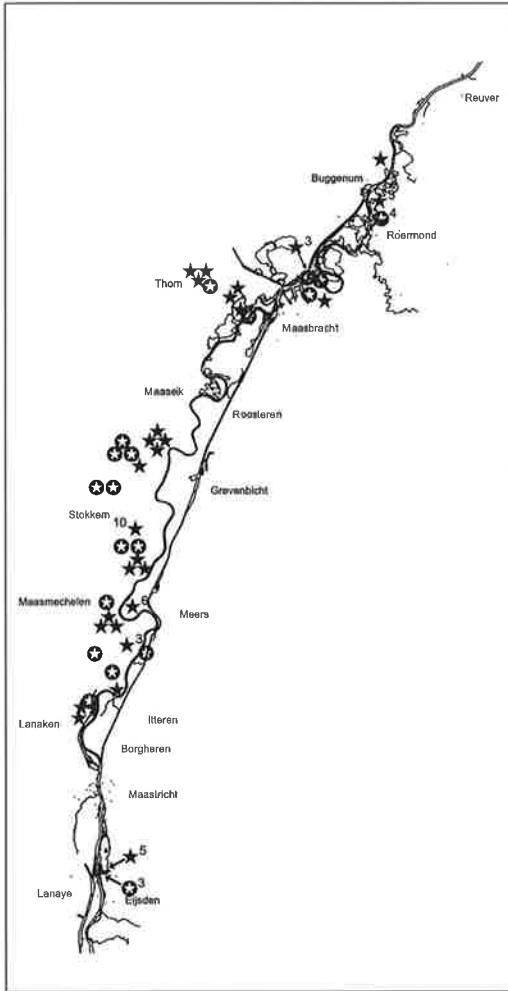 Reuver
Buggenum
3
4
Roermond
3
Thorn
Maasbracht
Maaseik
Roosteren
Grevenbicht
Stokkem
10
6
Maasmechelen
Meers
3
Itteren
Lanaken
Borgheren
Maastricht
5
3
Lanaye
Eijsden